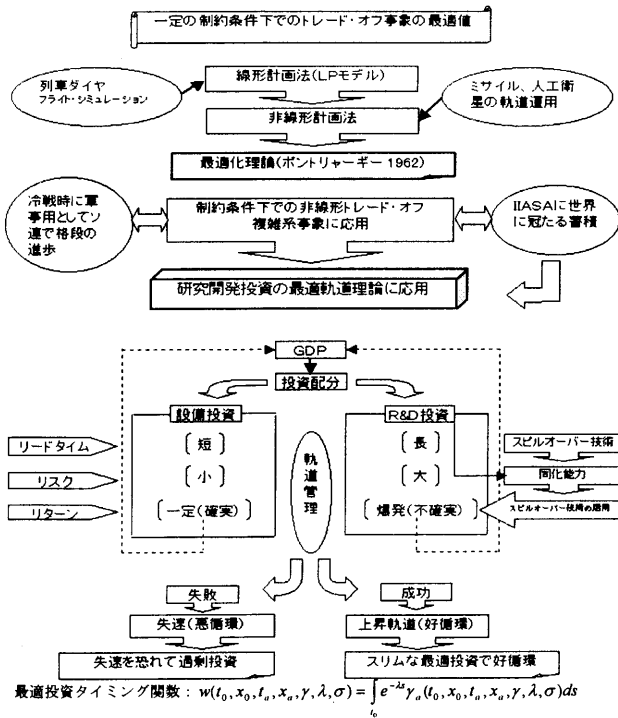 一定の制約条件下でのトレード・オフ事象の最適値
列車ダイヤ
フライト・シミュレーション
線形計画法(LPモデル)
ミサイル、人工衛
星の軌道運用
非線形計画法
最適化理論(ポントリャーギー 1962)
冷戦時に軍
事用としてソ
連で格段の
進歩
制約条件下での非線形トレード・オフ
複雑系事象に応用
IIASAに世界
に冠たる蓄積
研究開発投資の最適軌道理論に応用
GDP
投資配分
設備投資
R&D 投資
リードタイム
〔 短 〕
〔 長 〕
スピルオーバー技術
軌道管理
リスク
〔 小 〕
〔 大 〕
同化能力
リターン
〔 一定(確実) 〕
〔 爆発(不確実) 〕
スピルオーバー技術の活用
失敗
成功
失速(悪循環)
上昇軌道(好循環)
失速を恐れて過剰投資
スリムな最適投資で好循環
最適投資タイミング関数： w(t₀, x₀, tₐ, xₐ, γ, λ, σ) = ∫ₜ₀ e^{-λs} γₐ(t₀, x₀, tₐ, xₐ, γ, λ, σ)ds